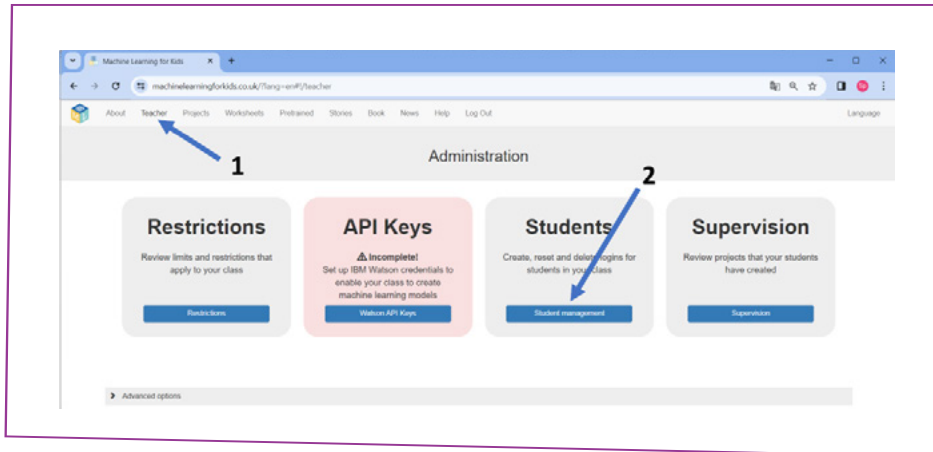 Machine Learning for Kids
machinelearningforkids.co.uk/?lang=en#!/teacher
About Teacher Projects Worksheets Pretrained Stories Book News Help Log Out Language
1
Administration
2
Restrictions
Review limits and restrictions that
apply to your class
Restrictions
API Keys
Incomplete!
Set up IBM Watson credentials to
enable your class to create
machine learning models
Watson API Keys
Students
Create, reset and delete logins for
students in your class
Student management
Supervision
Review projects that your students
have created
Supervision
Advanced options